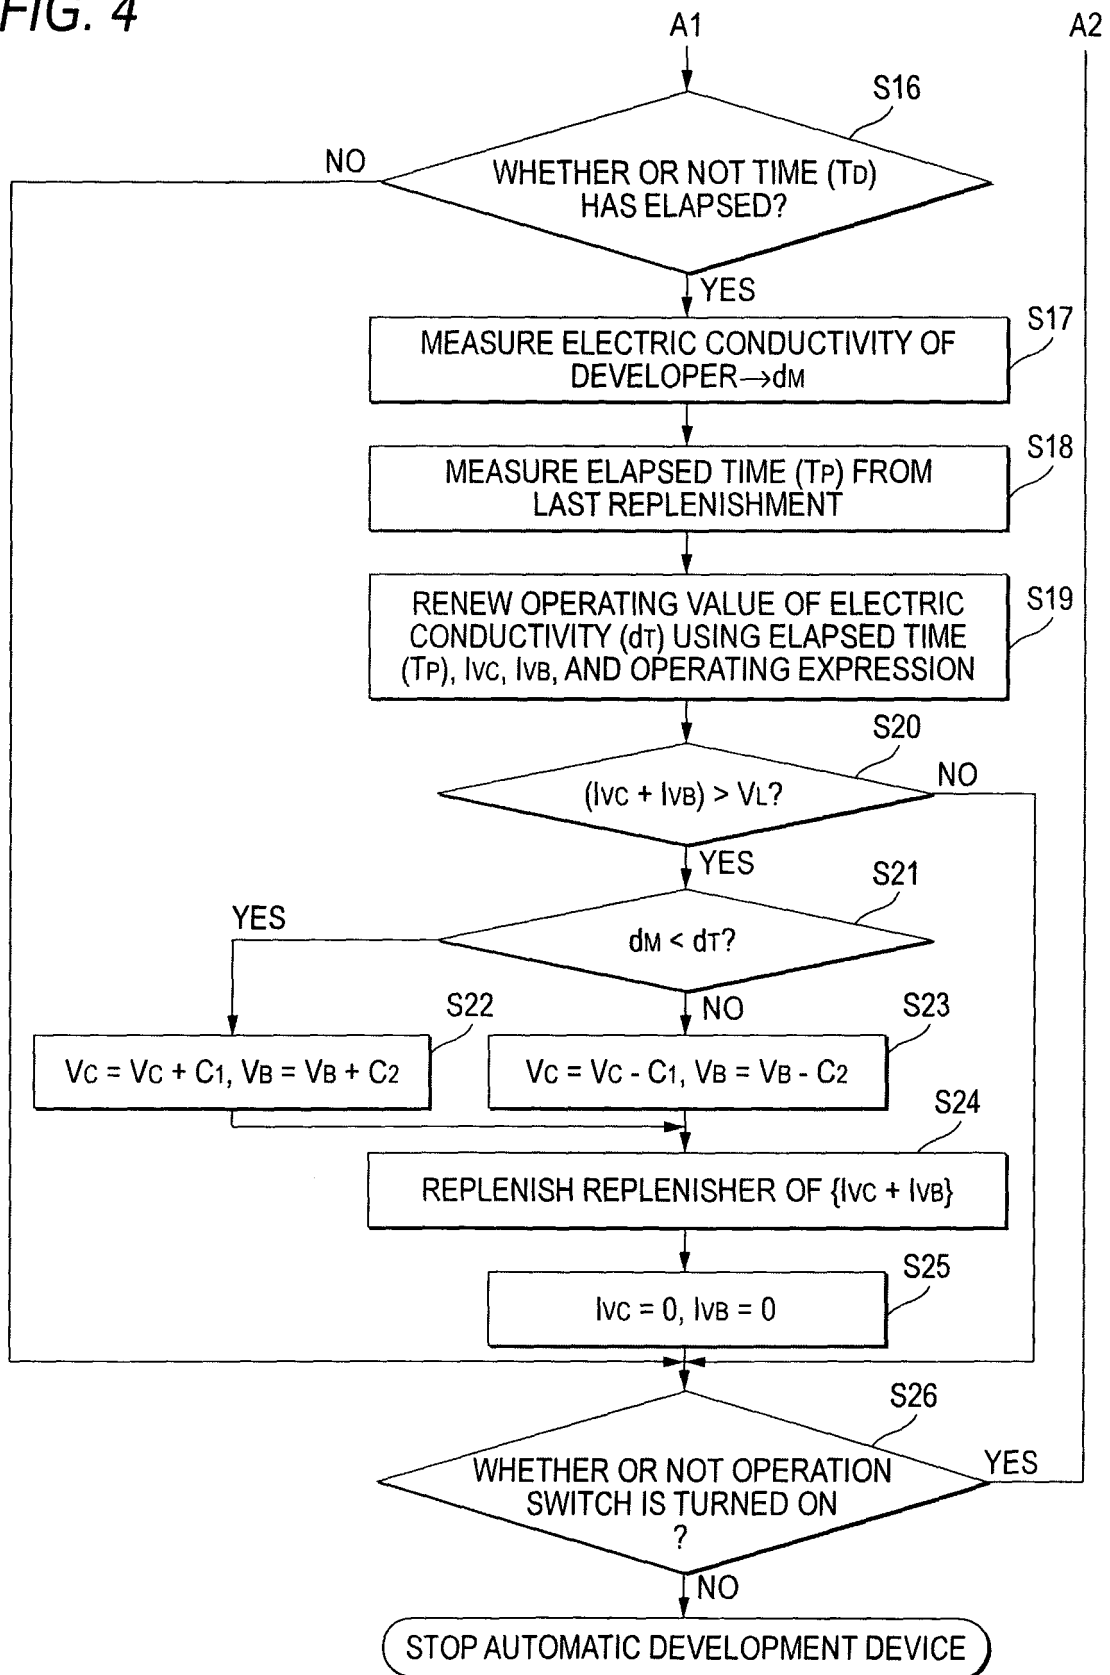 FIG. 4
A1
A2
S16
NO
WHETHER OR NOT TIME (TD)
HAS ELAPSED?
YES
S17
MEASURE ELECTRIC CONDUCTIVITY OF
DEVELOPER→dM
S18
MEASURE ELAPSED TIME (TP) FROM
LAST REPLENISHMENT
S19
RENEW OPERATING VALUE OF ELECTRIC
CONDUCTIVITY (dT) USING ELAPSED TIME
(TP), IVC, IVB, AND OPERATING EXPRESSION
S20
NO
(IVC + IVB) > VL?
YES
S21
YES
dM < dT?
NO
S22
VC = VC + C1, VB = VB + C2
S23
VC = VC - C1, VB = VB - C2
S24
REPLENISH REPLENISHER OF {IVC + IVB}
S25
IVC = 0, IVB = 0
S26
YES
WHETHER OR NOT OPERATION
SWITCH IS TURNED ON
?
NO
STOP AUTOMATIC DEVELOPMENT DEVICE